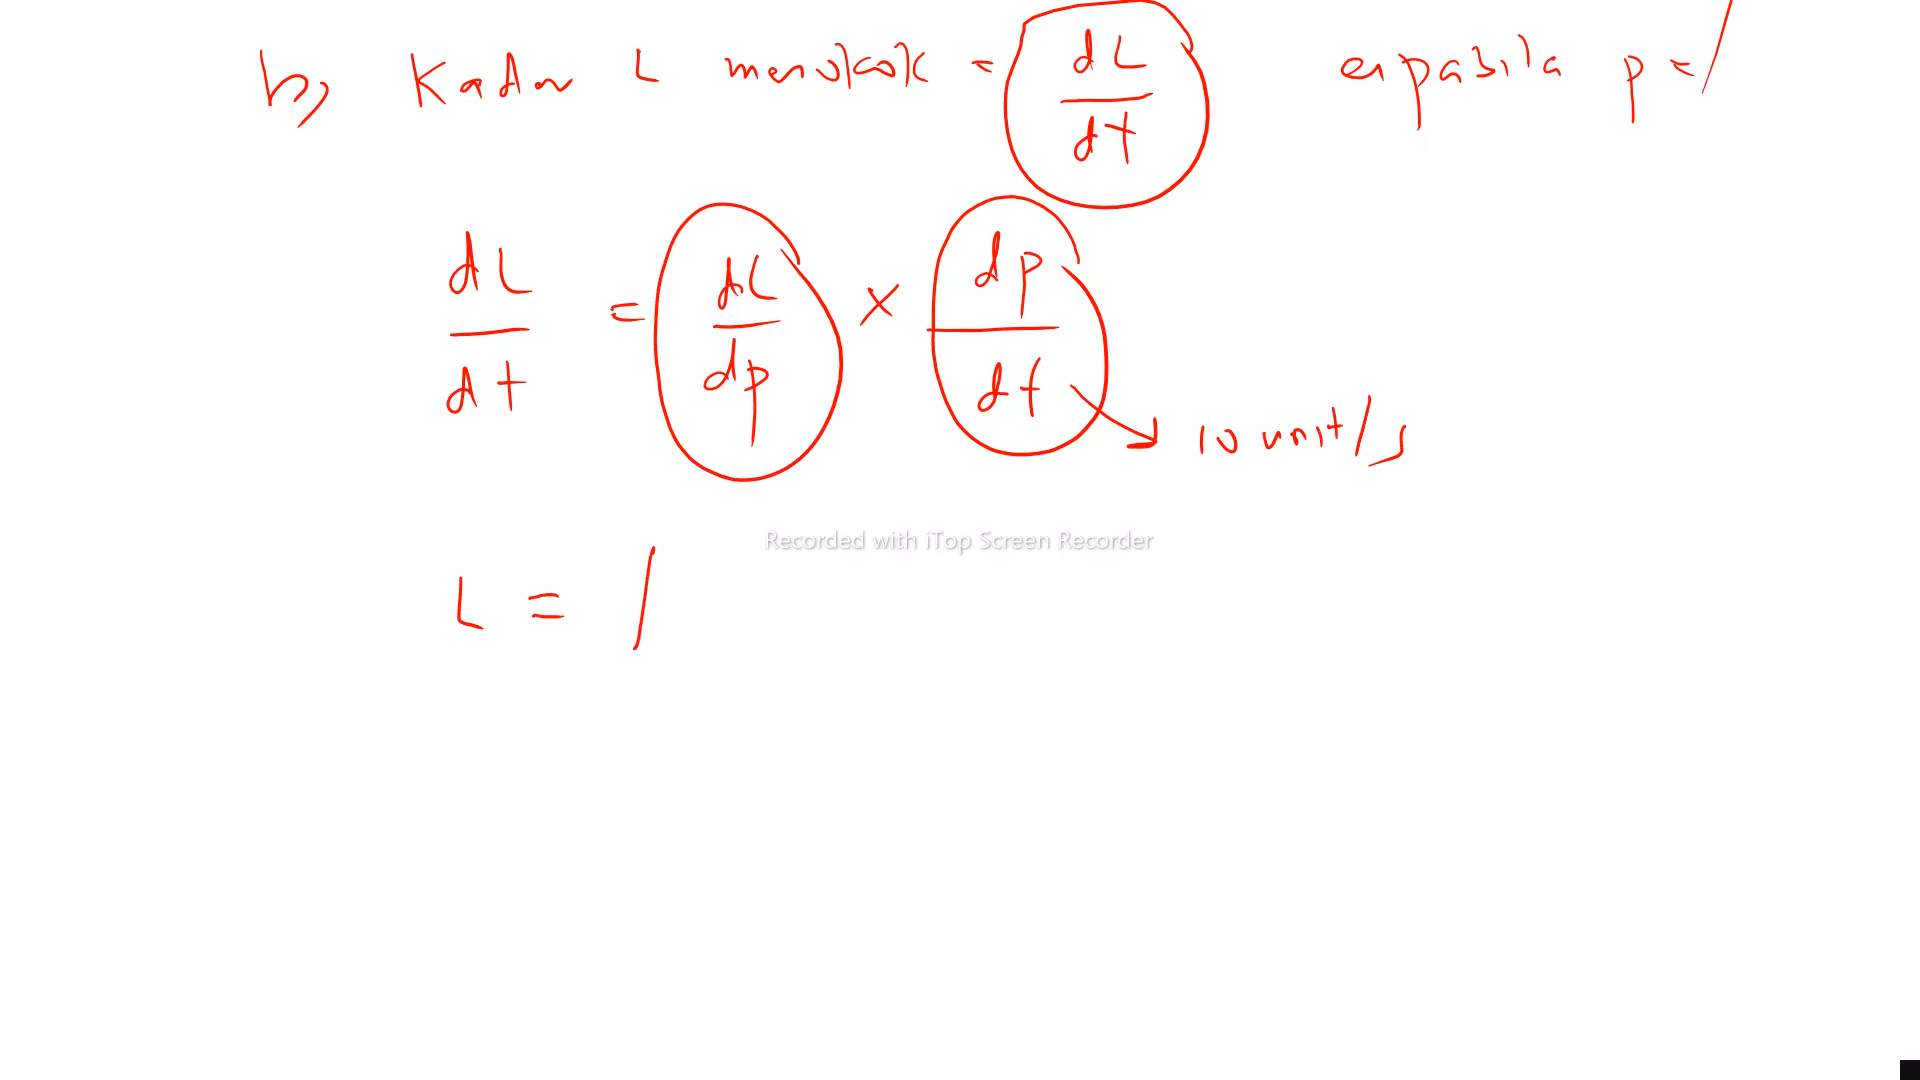 b) Kadar L menokok = dL/dt apabila p = /
dL/dt = dL/dp × dp/dt
→ 10 unit/s
Recorded with iTop Screen Recorder
L = /